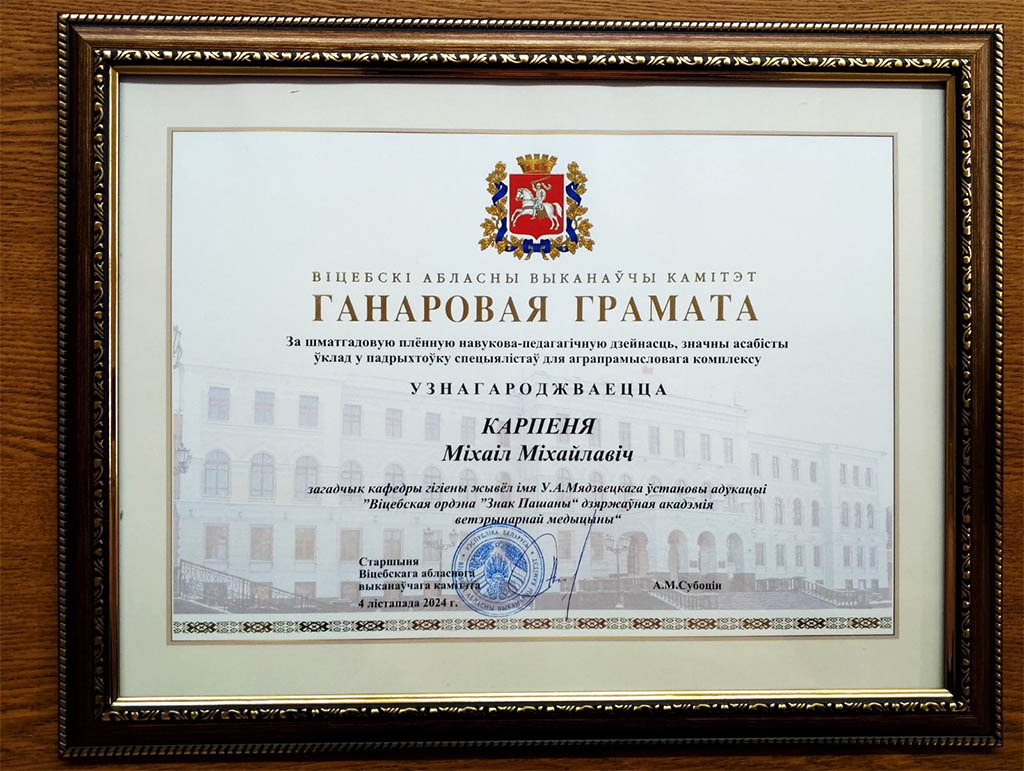 ВІЦЕБСКІ АБЛАСНЫ ВЫКАНАЎЧЫ КАМІТЭТ
ГАНАРОВАЯ ГРАМАТА
За шматгадовую плённую навукова-педагагічную дзейнасць, значны асабісты
ўклад у падрыхтоўку спецыялістаў для аграпрамысловага комплексу
УЗНАГАРОДЖВАЕЦЦА
КАРПЕНЯ
Міхаіл Міхайлавіч
загадчык кафедры гігіены жывёл імя У.А.Мядзвецкага ўстановы адукацыі
"Віцебская ордэна "Знак Пашаны“ дзяржаўная акадэмія
ветэрынарнай медыцыны“
Старшыня
Віцебскага абласнога
выканаўчага камітэта
4 лістапада 2024 г.
А.М.Субоцін
РЭСПУБЛІКА БЕЛАРУСЬ